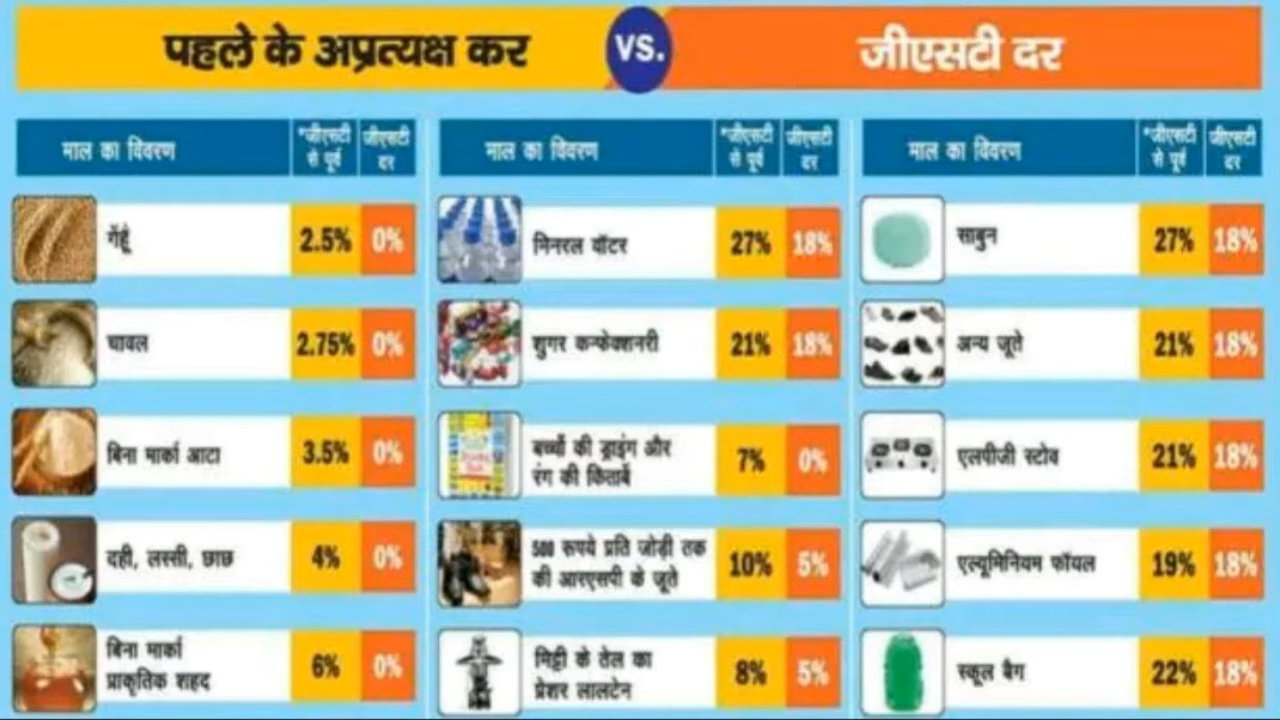 पहले के अप्रत्यक्ष कर
VS.
जीएसटी दर
माल का विवरण
*जीएसटी
से पूर्व
जीएसटी
दर
गेंहूं
2.5%
0%
चावल
2.75%
0%
बिना मार्का आटा
3.5%
0%
दही, लस्सी, छाछ
4%
0%
बिना मार्का
प्राकृतिक शहद
6%
0%
माल का विवरण
*जीएसटी
से पूर्व
जीएसटी
दर
मिनरल वॉटर
27%
18%
शुगर कन्फेक्शनरी
21%
18%
बच्चों की ड्राइंग और
रंग की किताबें
7%
0%
500 रूपये प्रति जोड़ी तक
की आरएसपी के जूते
10%
5%
मिट्टी के तेल का
प्रेशर लालटेन
8%
5%
माल का विवरण
*जीएसटी
से पूर्व
जीएसटी
दर
साबुन
27%
18%
अन्य जूते
21%
18%
एलपीजी स्टोव
21%
18%
एल्यूमिनियम फॉयल
19%
18%
स्कूल बैग
22%
18%